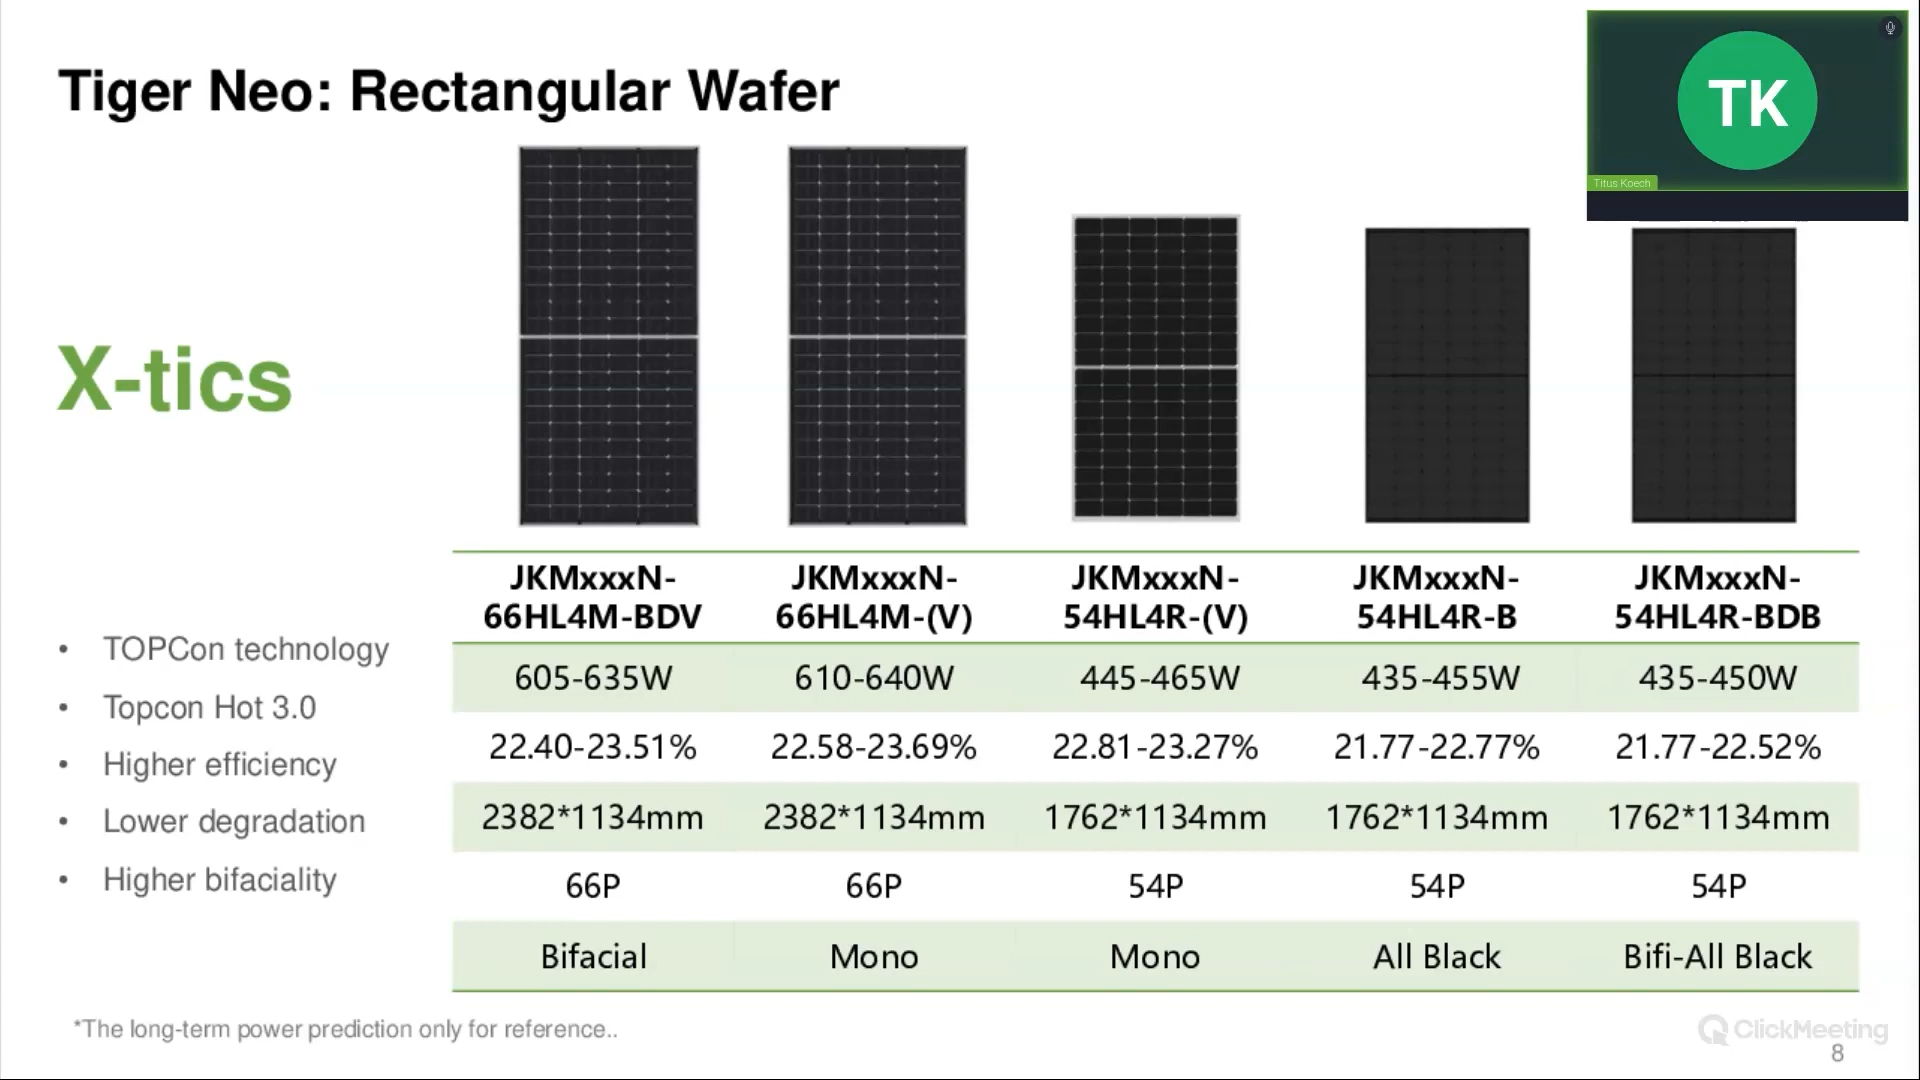 Tiger Neo: Rectangular Wafer
TK
Titus Koech
X-tics
• TOPCon technology
• Topcon Hot 3.0
• Higher efficiency
• Lower degradation
• Higher bifaciality
JKMxxxN-66HL4M-BDV JKMxxxN-66HL4M-(V) JKMxxxN-54HL4R-(V) JKMxxxN-54HL4R-B JKMxxxN-54HL4R-BDB
605-635W 610-640W 445-465W 435-455W 435-450W
22.40-23.51% 22.58-23.69% 22.81-23.27% 21.77-22.77% 21.77-22.52%
2382*1134mm 2382*1134mm 1762*1134mm 1762*1134mm 1762*1134mm
66P 66P 54P 54P 54P
Bifacial Mono Mono All Black Bifi-All Black
*The long-term power prediction only for reference..
ClickMeeting
8